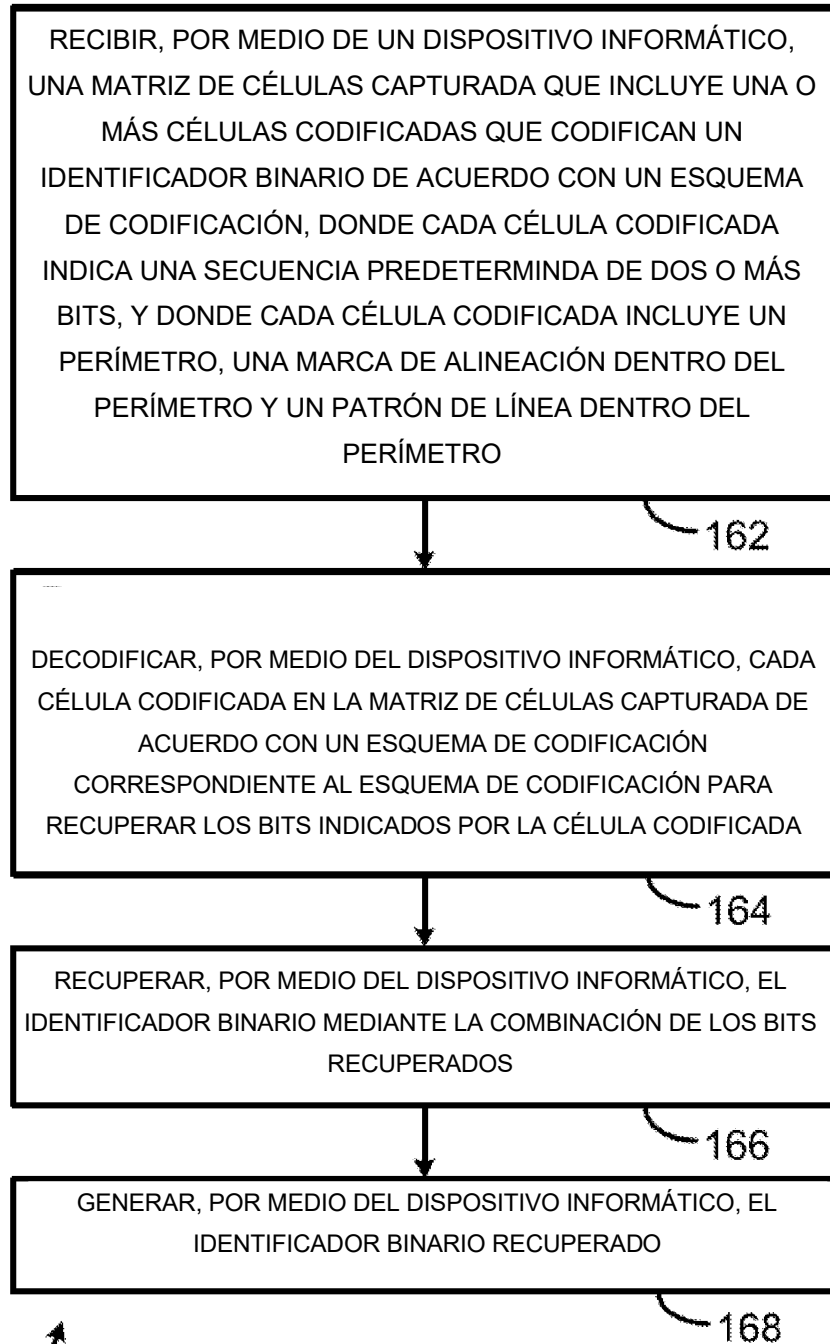 RECIBIR, POR MEDIO DE UN DISPOSITIVO INFORMÁTICO,
UNA MATRIZ DE CÉLULAS CAPTURADA QUE INCLUYE UNA O
MÁS CÉLULAS CODIFICADAS QUE CODIFICAN UN
IDENTIFICADOR BINARIO DE ACUERDO CON UN ESQUEMA
DE CODIFICACIÓN, DONDE CADA CÉLULA CODIFICADA
INDICA UNA SECUENCIA PREDETERMINDA DE DOS O MÁS
BITS, Y DONDE CADA CÉLULA CODIFICADA INCLUYE UN
PERÍMETRO, UNA MARCA DE ALINEACIÓN DENTRO DEL
PERÍMETRO Y UN PATRÓN DE LÍNEA DENTRO DEL
PERÍMETRO
162
DECODIFICAR, POR MEDIO DEL DISPOSITIVO INFORMÁTICO, CADA
CÉLULA CODIFICADA EN LA MATRIZ DE CÉLULAS CAPTURADA DE
ACUERDO CON UN ESQUEMA DE CODIFICACIÓN
CORRESPONDIENTE AL ESQUEMA DE CODIFICACIÓN PARA
RECUPERAR LOS BITS INDICADOS POR LA CÉLULA CODIFICADA
164
RECUPERAR, POR MEDIO DEL DISPOSITIVO INFORMÁTICO, EL
IDENTIFICADOR BINARIO MEDIANTE LA COMBINACIÓN DE LOS BITS
RECUPERADOS
166
GENERAR, POR MEDIO DEL DISPOSITIVO INFORMÁTICO, EL
IDENTIFICADOR BINARIO RECUPERADO
168